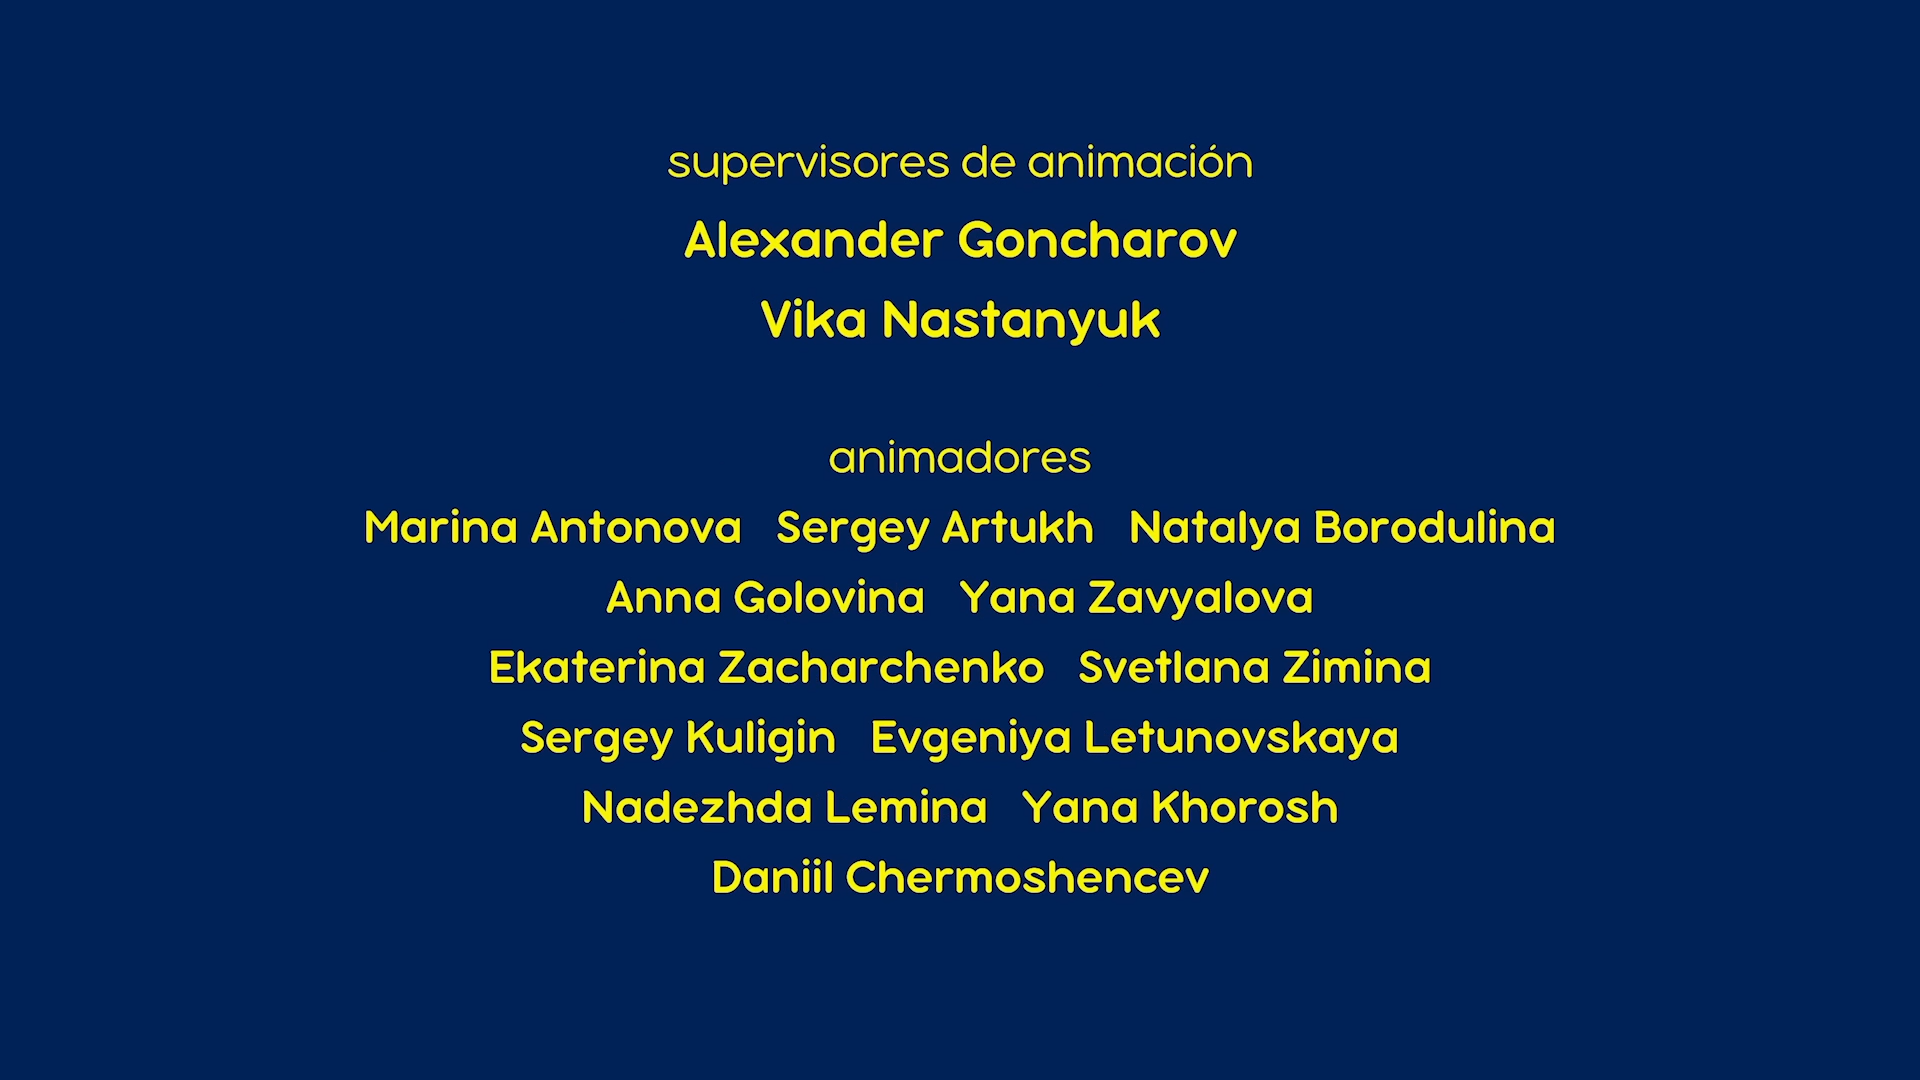 supervisores de animación
Alexander Goncharov
Vika Nastanyuk
animadores
Marina Antonova Sergey Artukh Natalya Borodulina
Anna Golovina Yana Zavyalova
Ekaterina Zacharchenko Svetlana Zimina
Sergey Kuligin Evgeniya Letunovskaya
Nadezhda Lemina Yana Khorosh
Daniil Chermoshencev